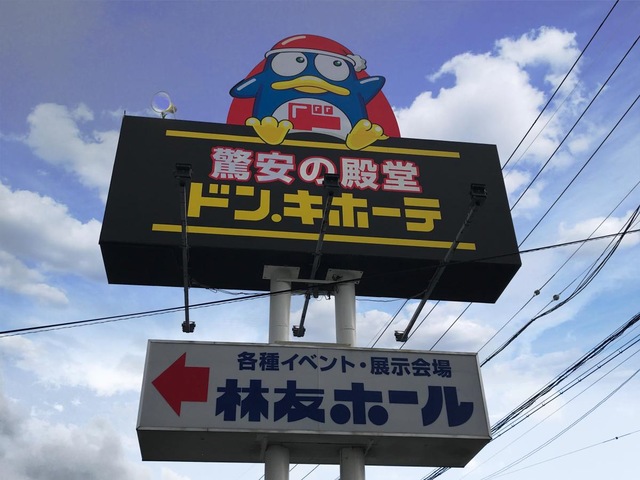 ド
驚安の殿堂
ドン.キホーテ
各種イベント・展示会場
林友ホール